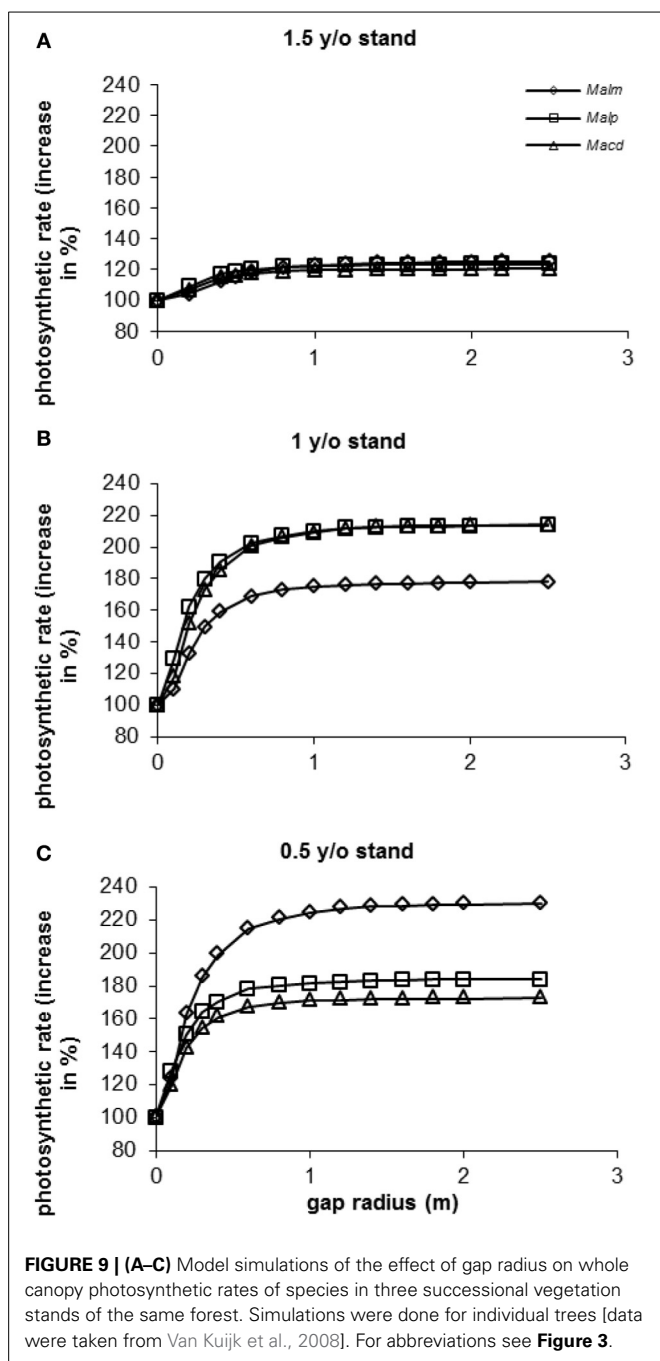 A
1.5 y/o stand
photosynthetic rate (increase
in %)
240
220
200
180
160
140
120
100
80
0
1
2
3
Malm
Malp
Macd
B
1 y/o stand
photosynthetic rate (increase
in %)
240
220
200
180
160
140
120
100
80
0
1
2
3
C
0.5 y/o stand
photosynthetic rate (increase
in %)
240
220
200
180
160
140
120
100
80
0
1
2
3
gap radius (m)
FIGURE 9 | (A–C) Model simulations of the effect of gap radius on whole
canopy photosynthetic rates of species in three successional vegetation
stands of the same forest. Simulations were done for individual trees [data
were taken from Van Kuijk et al., 2008]. For abbreviations see Figure 3.